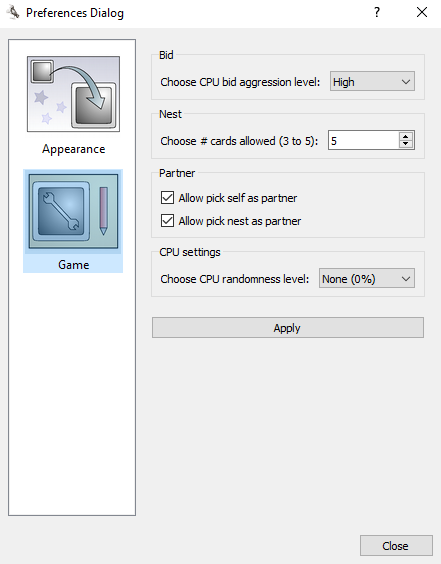 Preferences Dialog
?
Appearance
Game
Bid
Choose CPU bid aggression level: High
Nest
Choose # cards allowed (3 to 5): 5
Partner
Allow pick self as partner
Allow pick nest as partner
CPU settings
Choose CPU randomness level: None (0%)
Apply
Close